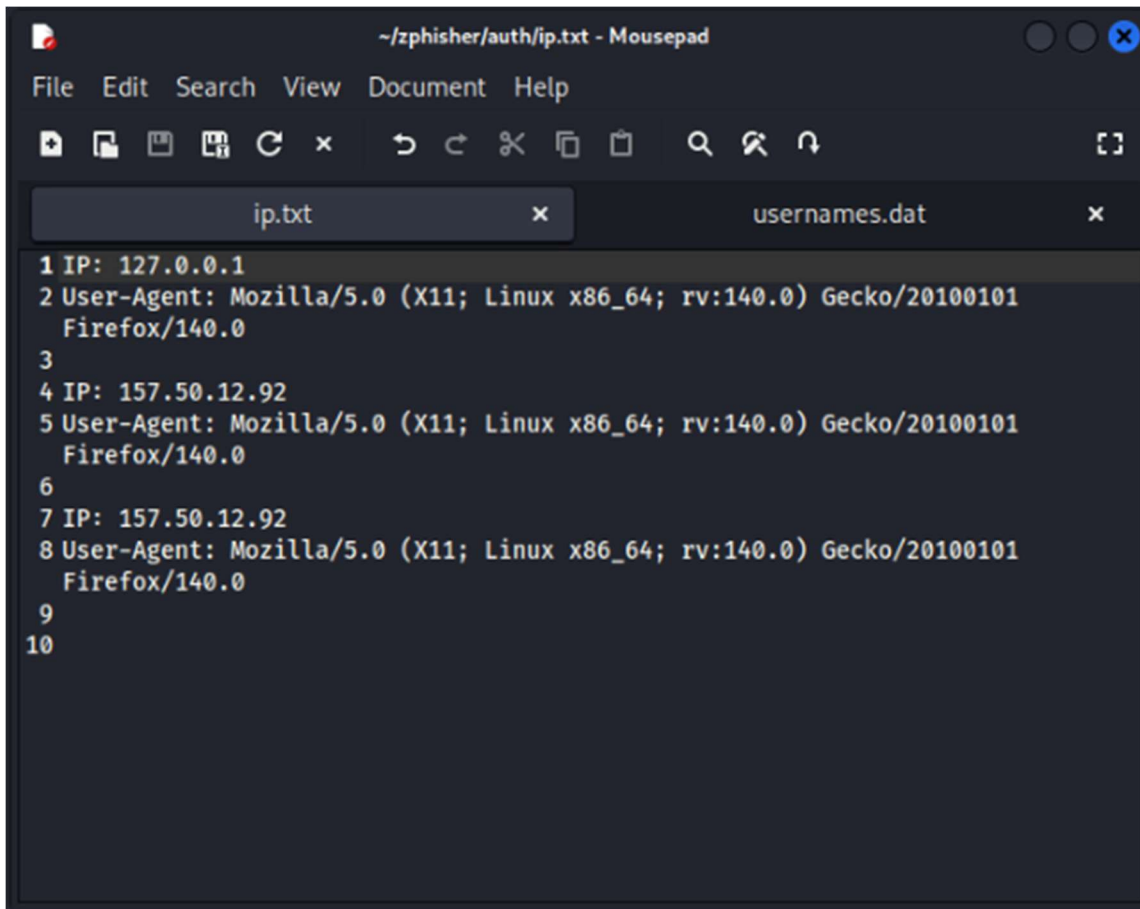 ~/zphisher/auth/ip.txt - Mousepad
File Edit Search View Document Help
ip.txt usernames.dat
1 IP: 127.0.0.1
2 User-Agent: Mozilla/5.0 (X11; Linux x86_64; rv:140.0) Gecko/20100101
Firefox/140.0
3
4 IP: 157.50.12.92
5 User-Agent: Mozilla/5.0 (X11; Linux x86_64; rv:140.0) Gecko/20100101
Firefox/140.0
6
7 IP: 157.50.12.92
8 User-Agent: Mozilla/5.0 (X11; Linux x86_64; rv:140.0) Gecko/20100101
Firefox/140.0
9
10